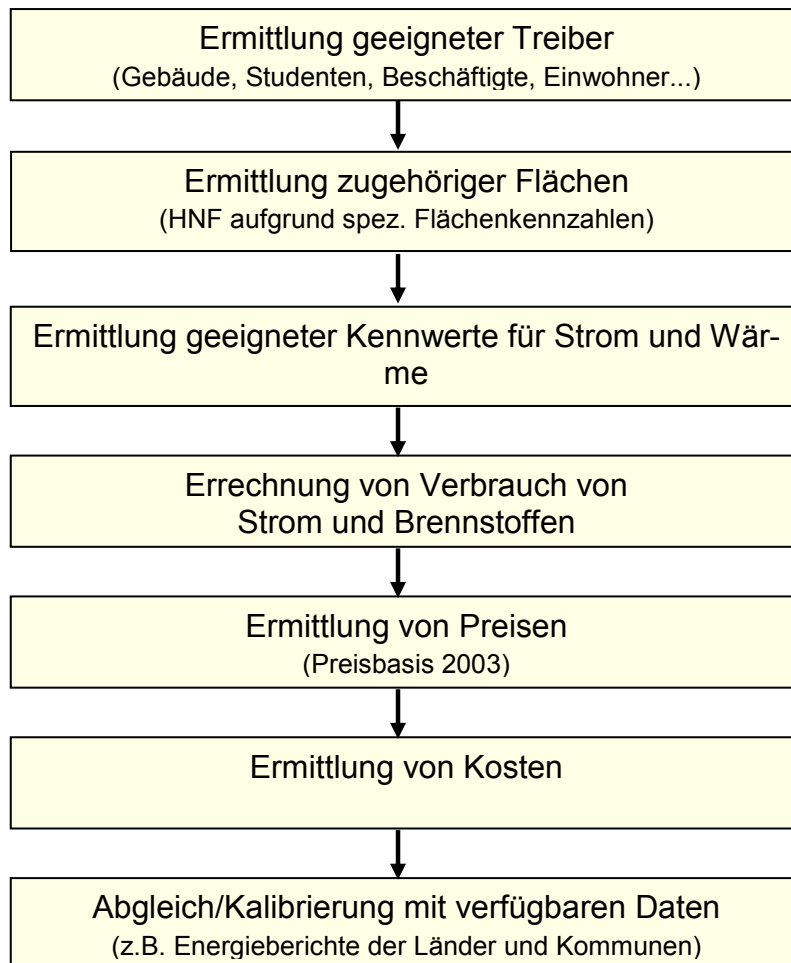 Ermittlung geeigneter Treiber
(Gebäude, Studenten, Beschäftigte, Einwohner...)
Ermittlung zugehöriger Flächen
(HNF aufgrund spez. Flächenkennzahlen)
Ermittlung geeigneter Kennwerte für Strom und Wär-
me
Errechnung von Verbrauch von
Strom und Brennstoffen
Ermittlung von Preisen
(Preisbasis 2003)
Ermittlung von Kosten
Abgleich/Kalibrierung mit verfügbaren Daten
(z.B. Energieberichte der Länder und Kommunen)